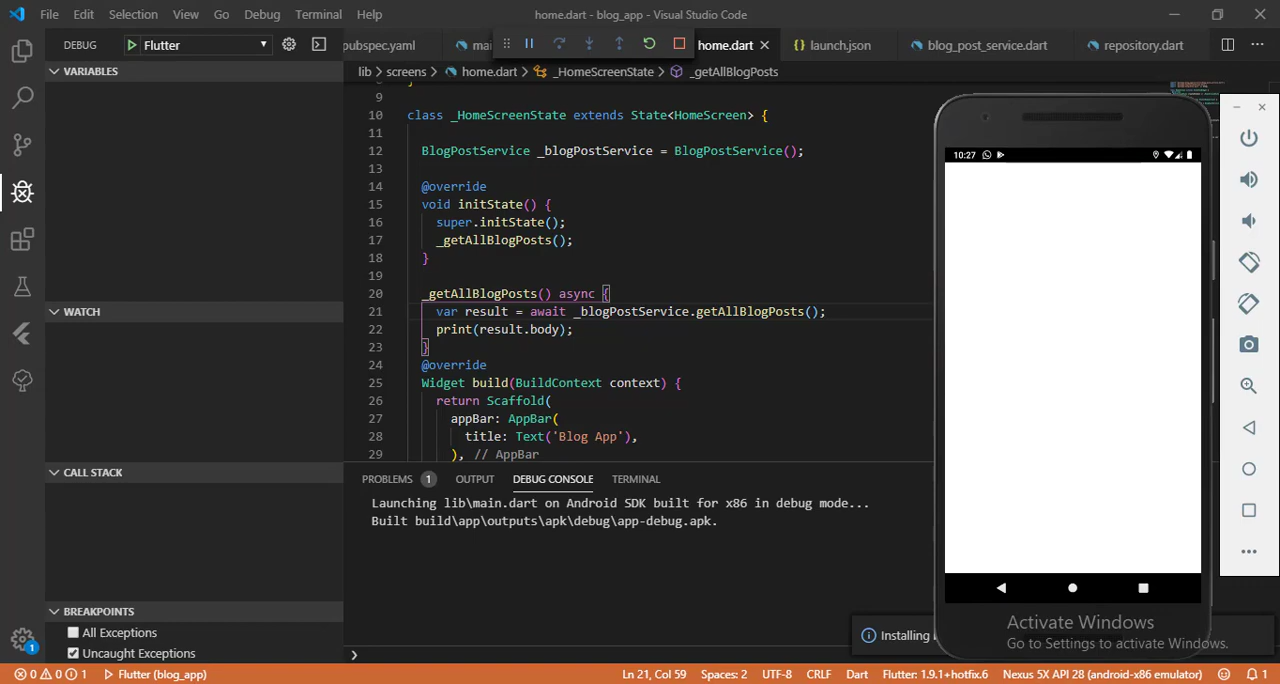 File Edit Selection View Go Debug Terminal Help home.dart - blog_app - Visual Studio Code
DEBUG Flutter pubspec.yaml home.dart launch.json blog_post_service.dart repository.dart
VARIABLES
lib > screens > home.dart > _HomeScreenState > _getAllBlogPosts
9
10 class _HomeScreenState extends State<HomeScreen> {
11
12 BlogPostService _blogPostService = BlogPostService();
13
14 @override
15 void initState() {
16 super.initState();
17 _getAllBlogPosts();
18 }
19
20 _getAllBlogPosts() async {
21 var result = await _blogPostService.getAllBlogPosts();
22 print(result.body);
23 }
24 @override
25 Widget build(BuildContext context) {
26 return Scaffold(
27 appBar: AppBar(
28 title: Text('Blog App'),
29 ), // AppBar
10:27
WATCH
CALL STACK
BREAKPOINTS
All Exceptions
Uncaught Exceptions
PROBLEMS 1 OUTPUT DEBUG CONSOLE TERMINAL
Launching lib\main.dart on Android SDK built for x86 in debug mode...
Built build\app\outputs\apk\debug\app-debug.apk.
Installing
Activate Windows
Go to Settings to activate Windows.
1
0 0 1 Flutter (blog_app) Ln 21, Col 59 Spaces: 2 UTF-8 CRLF Dart Flutter: 1.9.1+hotfix.6 Nexus 5X API 28 (android-x86 emulator) 1